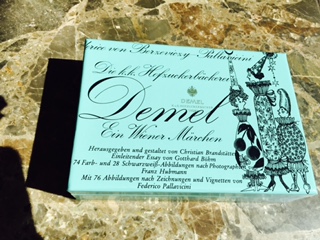 rico von Berzeviczy - Pallavicini
Die k.k. Hofzuckerbäckerei
DEMEL
Demel
Ein Wiener Märchen
Herausgegeben und gestaltet von Christian Brandstätter
Einleitender Essay von Gotthard Böhm
74 Farb- und 28 Schwarzweiß-Abbildungen nach Photographien
Franz Hubmann
Mit 76 Abbildungen nach Zeichnungen und Vignetten von
Federico Pallavicini